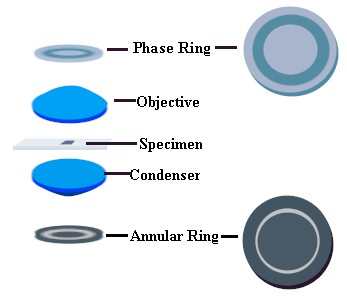 Phase Ring
Objective
Specimen
Condenser
Annular Ring